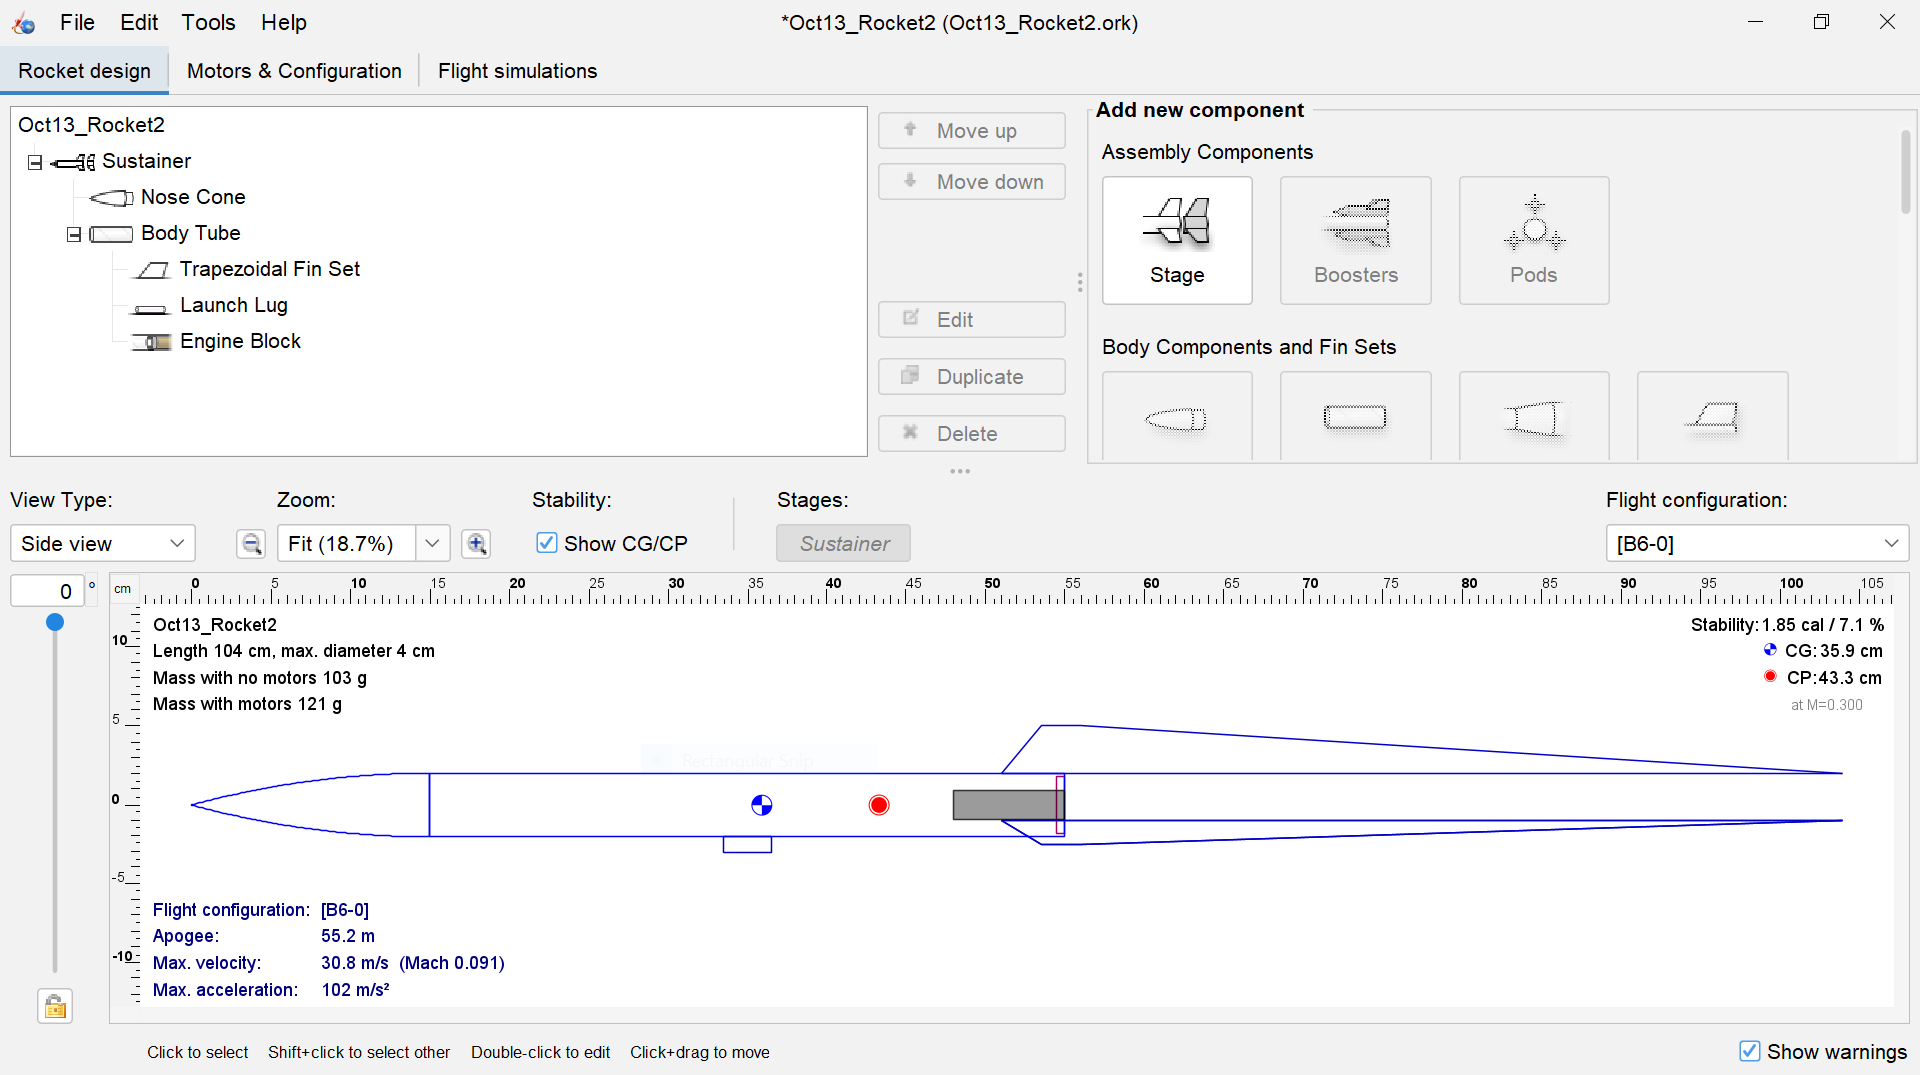 File Edit Tools Help
*Oct13_Rocket2 (Oct13_Rocket2.ork)
Rocket design Motors & Configuration Flight simulations
Oct13_Rocket2
Sustainer
Nose Cone
Body Tube
Trapezoidal Fin Set
Launch Lug
Engine Block
Move up
Move down
Edit
Duplicate
Delete
Add new component
Assembly Components
Stage Boosters Pods
Body Components and Fin Sets
View Type: Zoom: Stability: Stages: Flight configuration:
Side view Fit (18.7%) Show CG/CP Sustainer [B6-0]
0 °
cm 0 5 10 15 20 25 30 35 40 45 50 55 60 65 70 75 80 85 90 95 100 105
10
5
0
-5
-10
Oct13_Rocket2
Length 104 cm, max. diameter 4 cm
Mass with no motors 103 g
Mass with motors 121 g
Stability: 1.85 cal / 7.1 %
CG: 35.9 cm
CP: 43.3 cm
at M=0.300
Rectangular Snip
Flight configuration: [B6-0]
Apogee: 55.2 m
Max. velocity: 30.8 m/s (Mach 0.091)
Max. acceleration: 102 m/s²
Click to select Shift+click to select other Double-click to edit Click+drag to move
Show warnings